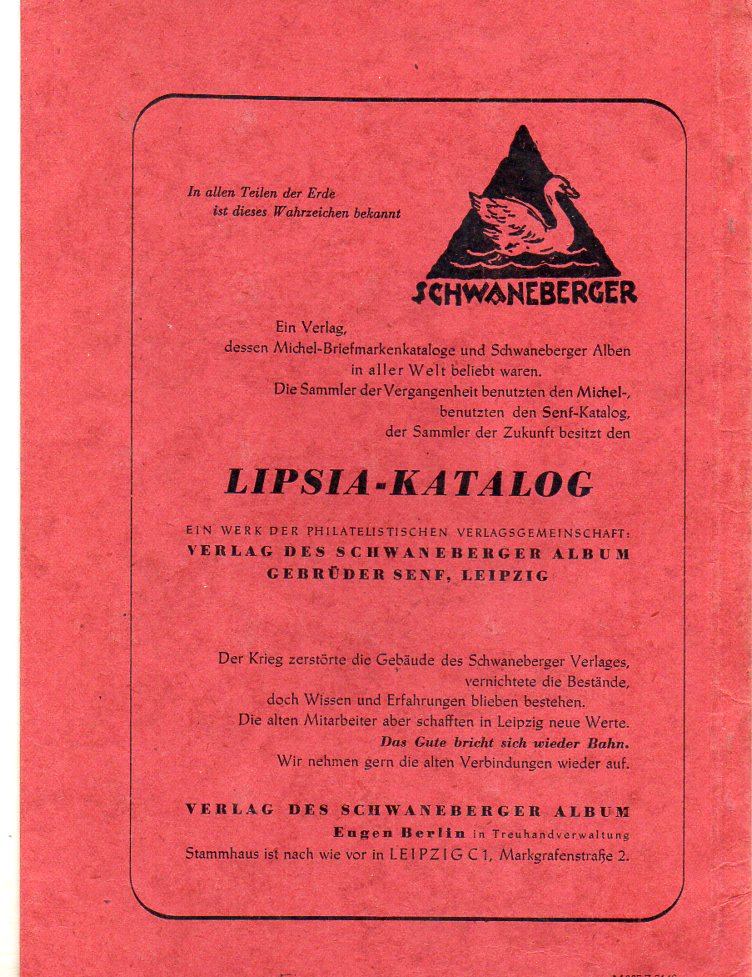 In allen Teilen der Erde
ist dieses Wahrzeichen bekannt
SCHWANEBERGER
Ein Verlag,
dessen Michel-Briefmarkenkataloge und Schwaneberger Alben
in aller Welt beliebt waren.
Die Sammler der Vergangenheit benutzten den Michel-,
benutzten den Senf-Katalog,
der Sammler der Zukunft besitzt den
LIPSIA-KATALOG
EIN WERK DER PHILATELISTISCHEN VERLAGSGEMEINSCHAFT:
VERLAG DES SCHWANEBERGER ALBUM
GEBRÜDER SENF, LEIPZIG
Der Krieg zerstörte die Gebäude des Schwaneberger Verlages,
vernichtete die Bestände,
doch Wissen und Erfahrungen blieben bestehen.
Die alten Mitarbeiter aber schafften in Leipzig neue Werte.
Das Gute bricht sich wieder Bahn.
Wir nehmen gern die alten Verbindungen wieder auf.
VERLAG DES SCHWANEBERGER ALBUM
Eugen Berlin in Treuhandverwaltung
Stammhaus ist nach wie vor in LEIPZIG C 1, Markgrafenstraße 2.